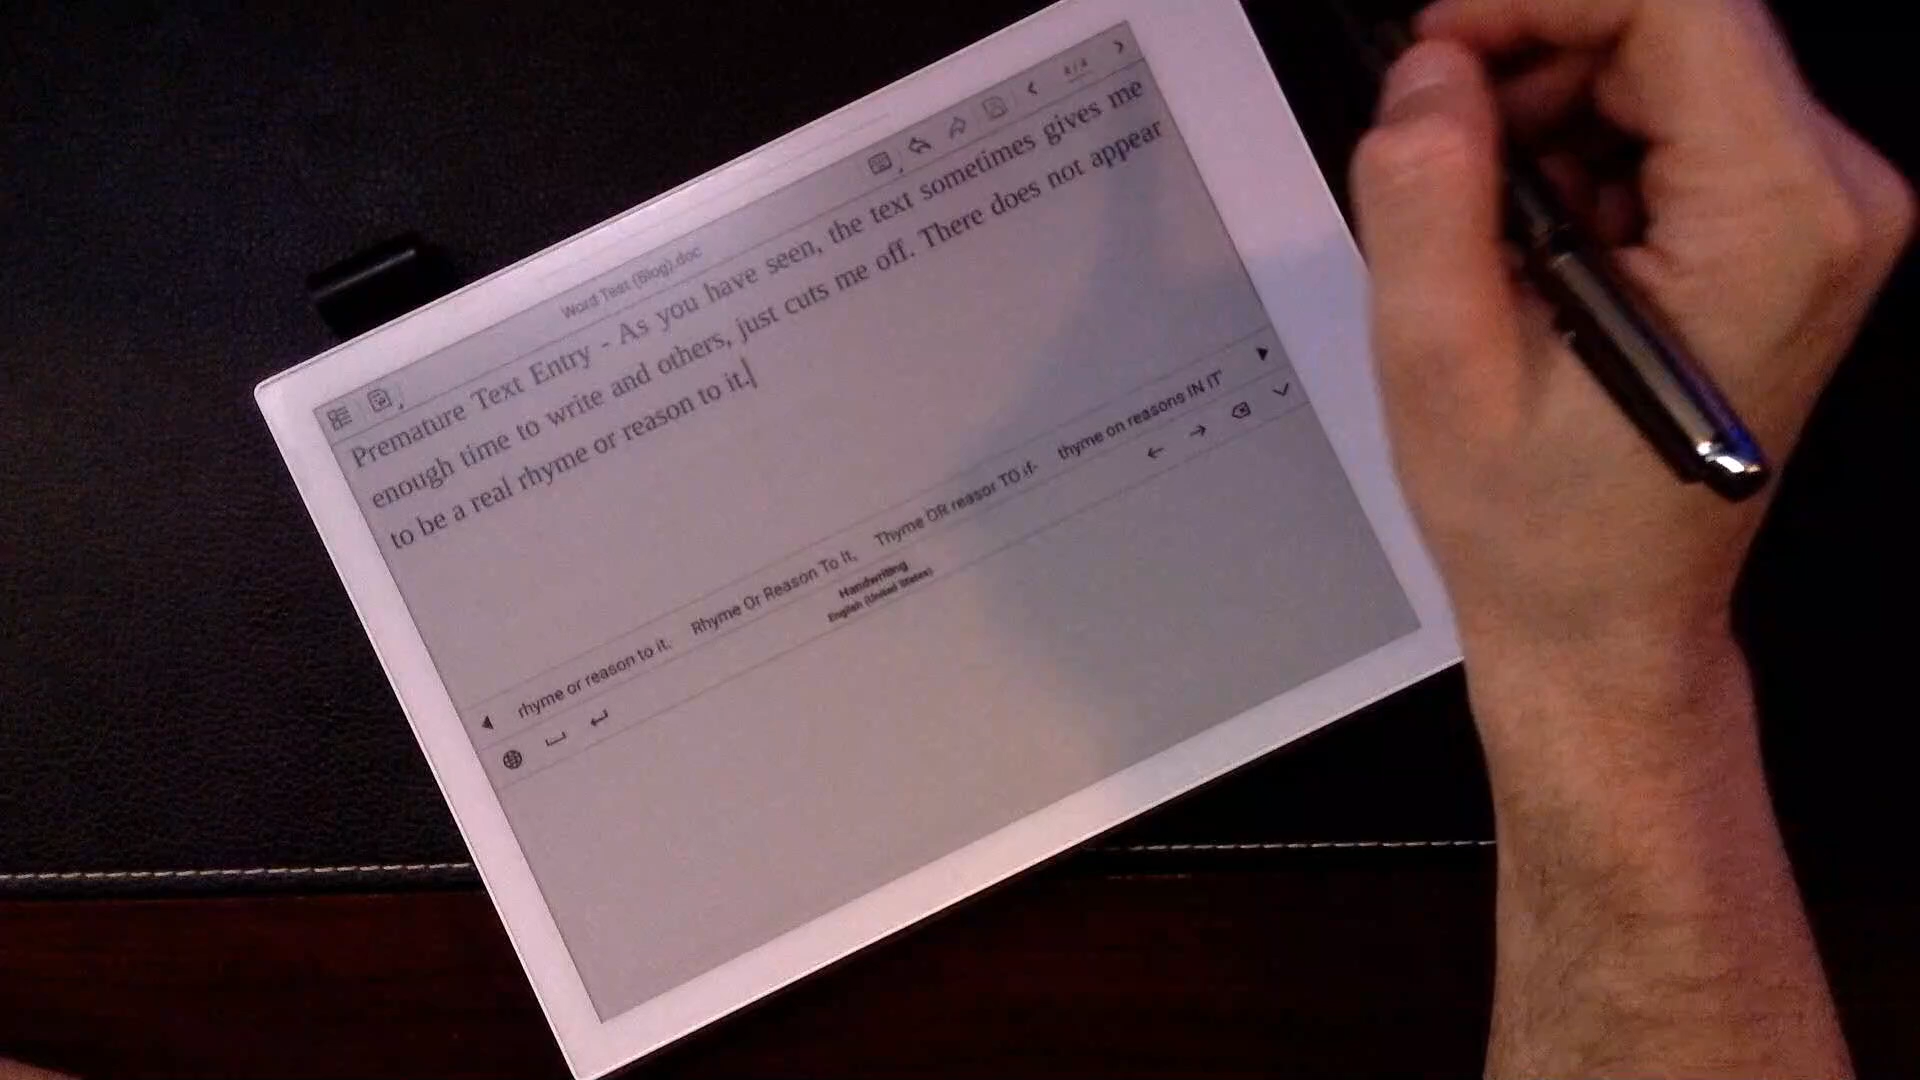 Word Test (Blog).doc
Premature Text Entry - As you have seen, the text sometimes gives me
enough time to write and others, just cuts me off. There does not appear
to be a real rhyme or reason to it.
rhyme or reason to it. Rhyme Or Reason To It, Thyme OR reasor TO if. thyme on reasons IN IT
Handwriting
English (United States)